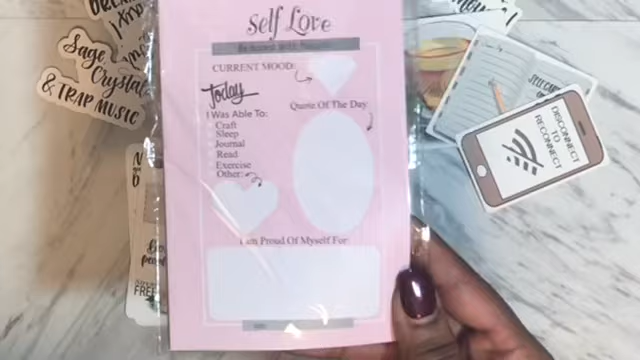 Self Love
CURRENT MOOD:
Today
I Was Able To:
Craft
Sleep
Journal
Read
Exercise
Other:
Quote Of The Day
I am Proud Of Myself For
Sage,
Crystals
& TRAP MUSIC
DISCONNECT
TO
RECONNECT